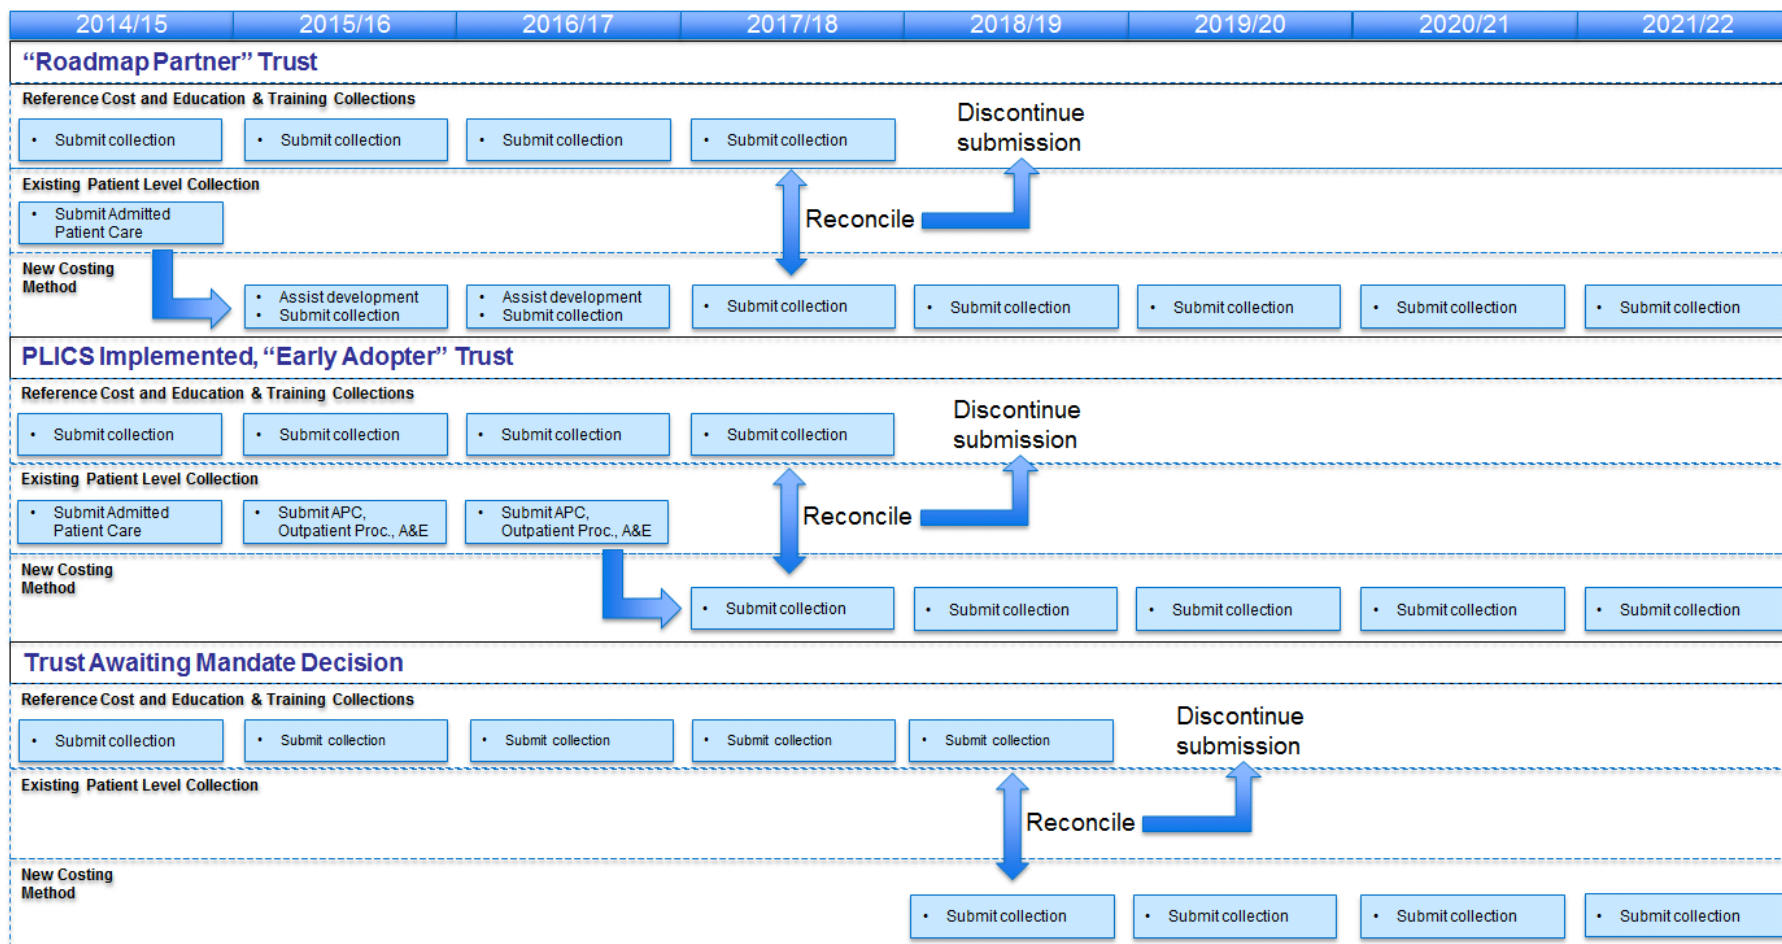 2014/15 2015/16 2016/17 2017/18 2018/19 2019/20 2020/21 2021/22
“Roadmap Partner” Trust
Reference Cost and Education & Training Collections
• Submit collection • Submit collection • Submit collection • Submit collection
Discontinue
submission
Existing Patient Level Collection
• Submit Admitted
Patient Care
Reconcile
New Costing
Method
• Assist development
• Submit collection
• Assist development
• Submit collection
• Submit collection • Submit collection • Submit collection • Submit collection • Submit collection
PLICS Implemented, “Early Adopter” Trust
Reference Cost and Education & Training Collections
• Submit collection • Submit collection • Submit collection • Submit collection
Discontinue
submission
Existing Patient Level Collection
• Submit Admitted
Patient Care
• Submit APC,
Outpatient Proc., A&E
• Submit APC,
Outpatient Proc., A&E
Reconcile
New Costing
Method
• Submit collection • Submit collection • Submit collection • Submit collection • Submit collection
Trust Awaiting Mandate Decision
Reference Cost and Education & Training Collections
• Submit collection • Submit collection • Submit collection • Submit collection • Submit collection
Discontinue
submission
Existing Patient Level Collection
Reconcile
New Costing
Method
• Submit collection • Submit collection • Submit collection • Submit collection